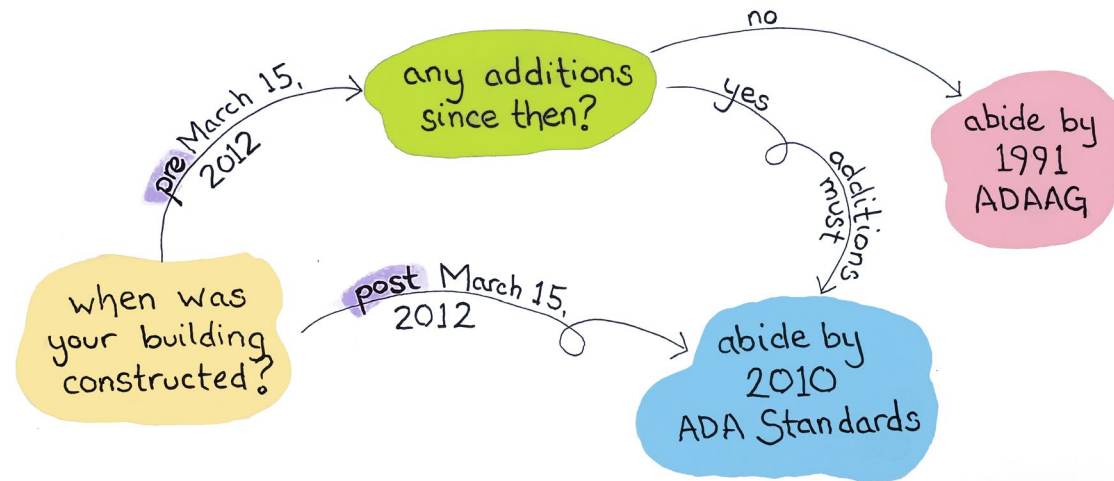 when was
your building
constructed?
pre March 15,
2012
any additions
since then?
no
abide by
1991
ADAAG
yes
additions
must
post March 15,
2012
abide by
2010
ADA Standards